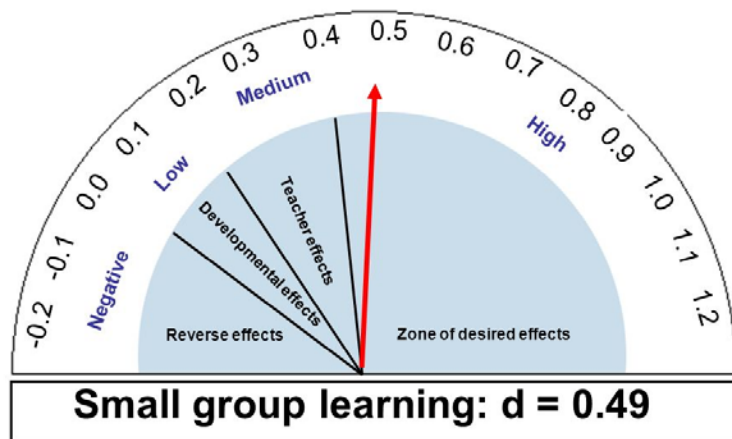 -0.2
-0.1
0.0
0.1
0.2
0.3
0.4
0.5
0.6
0.7
0.8
0.9
1.0
1.1
1.2
Negative
Low
Medium
High
Reverse effects
Developmental effects
Teacher effects
Zone of desired effects
Small group learning: d = 0.49